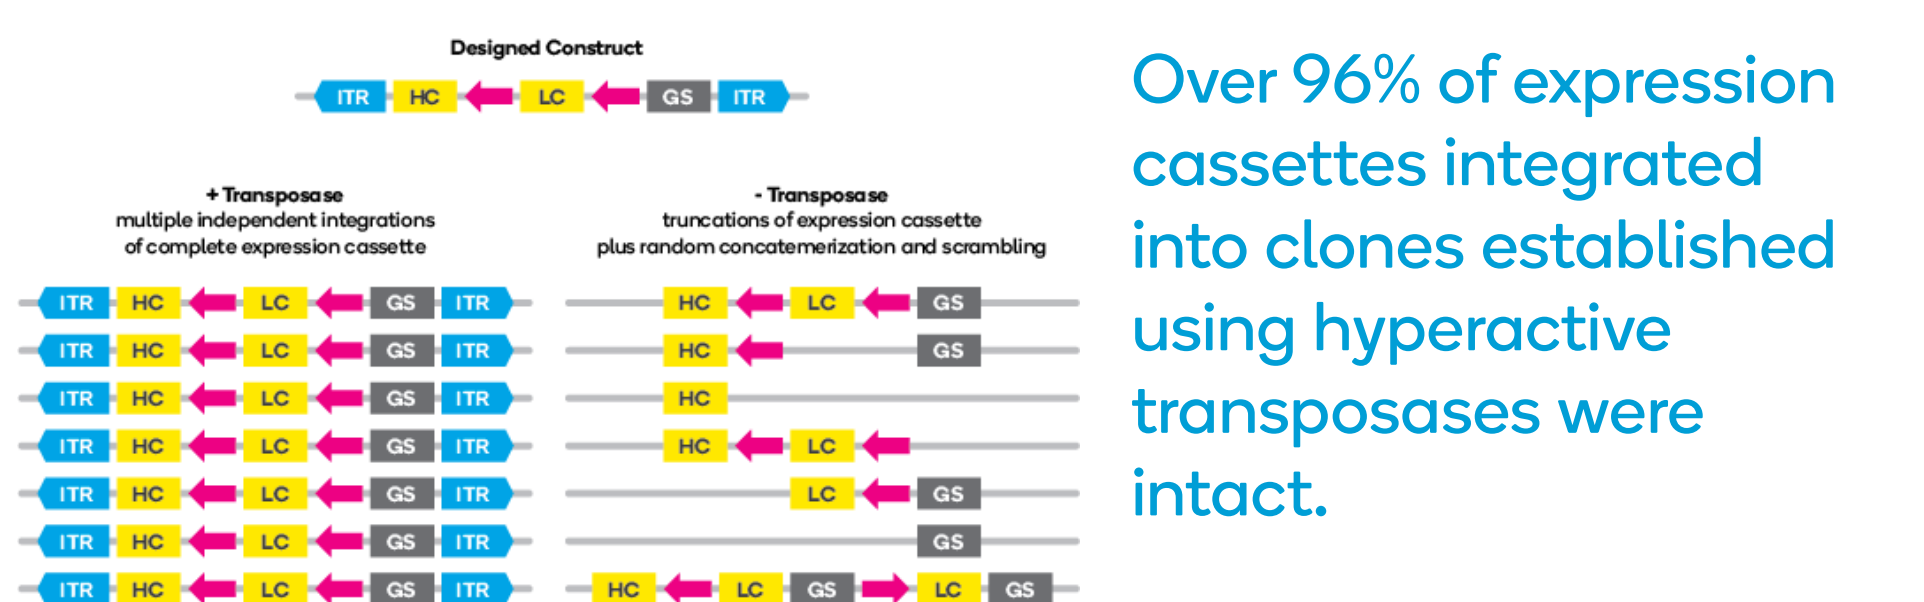 Designed Construct
ITR HC LC GS ITR
+ Transposase
multiple independent integrations
of complete expression cassette
ITR HC LC GS ITR
ITR HC LC GS ITR
ITR HC LC GS ITR
ITR HC LC GS ITR
ITR HC LC GS ITR
ITR HC LC GS ITR
ITR HC LC GS ITR
- Transposase
truncations of expression cassette
plus random concatemerization and scrambling
HC LC GS
HC GS
HC
HC LC
LC GS
GS
HC LC GS LC GS
Over 96% of expression
cassettes integrated
into clones established
using hyperactive
transposases were
intact.